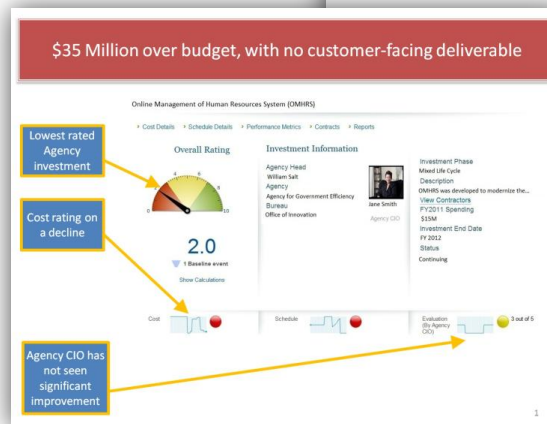 $35 Million over budget, with no customer-facing deliverable
Online Management of Human Resources System (OMHRS)
Cost Details
Schedule Details
Performance Metrics
Contracts
Reports
Lowest rated
Agency
investment
Cost rating on
a decline
Agency CIO has
not seen
significant
improvement
Overall Rating
0
4
6
10
2.0
1 Baseline event
Show Calculations
Investment Information
Agency Head
William Salt
Agency
Agency for Government Efficiency
Bureau
Office of Innovation
Jane Smith
Agency CIO
Investment Phase
Mixed Life Cycle
Description
OMHRS was developed to modernize the...
View Contractors
FY2011 Spending
$15M
Investment End Date
FY 2012
Status
Continuing
Cost
Schedule
Evaluation
(By Agency
CIO)
3 out of 5
1